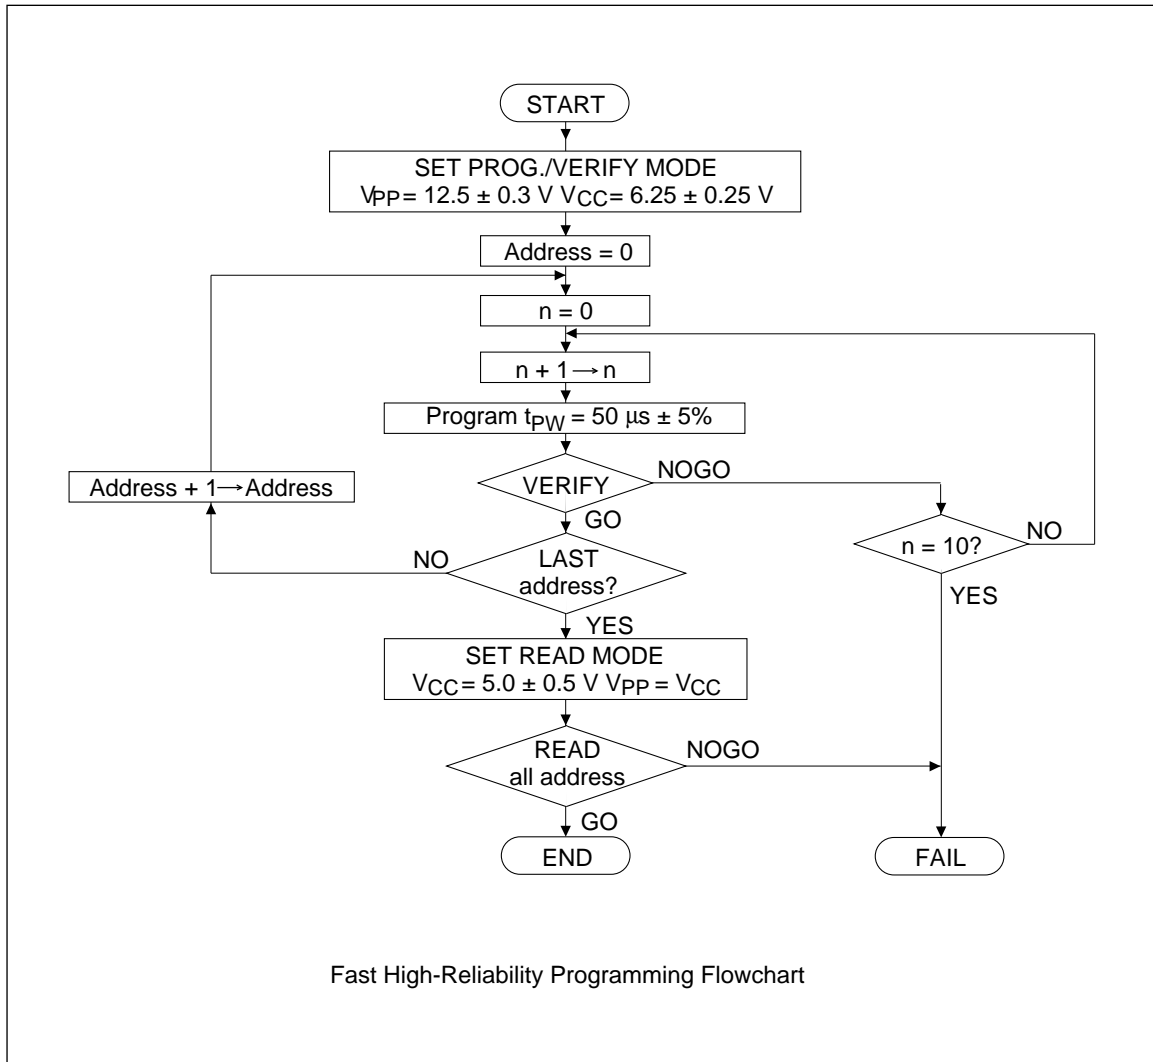 START
SET PROG./VERIFY MODE
VPP = 12.5 ± 0.3 V VCC = 6.25 ± 0.25 V
Address = 0
n = 0
n + 1 → n
Program tPW = 50 μs ± 5%
Address + 1 → Address
VERIFY
NOGO
GO
n = 10?
NO
YES
NO
LAST
address?
YES
SET READ MODE
VCC = 5.0 ± 0.5 V VPP = VCC
READ
all address
NOGO
GO
END
FAIL
Fast High-Reliability Programming Flowchart